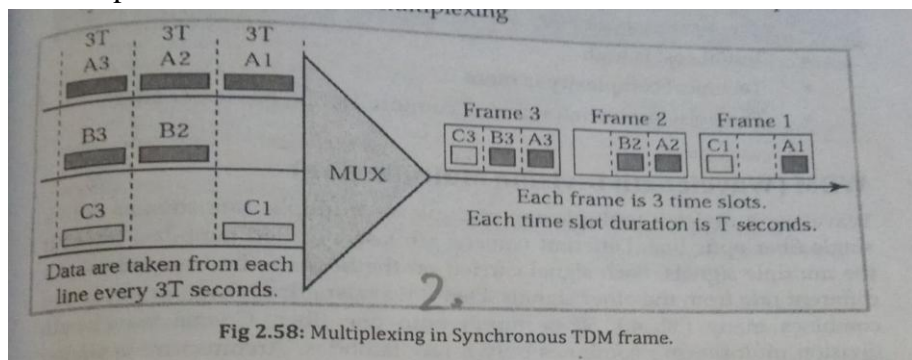 3T 3T 3T
A3 A2 A1
B3 B2
C3 C1
Data are taken from each
line every 3T seconds.
MUX
Frame 3 Frame 2 Frame 1
C3 B3 A3 B2 A2 C1 A1
Each frame is 3 time slots.
Each time slot duration is T seconds.
2.
Fig 2.58: Multiplexing in Synchronous TDM frame.